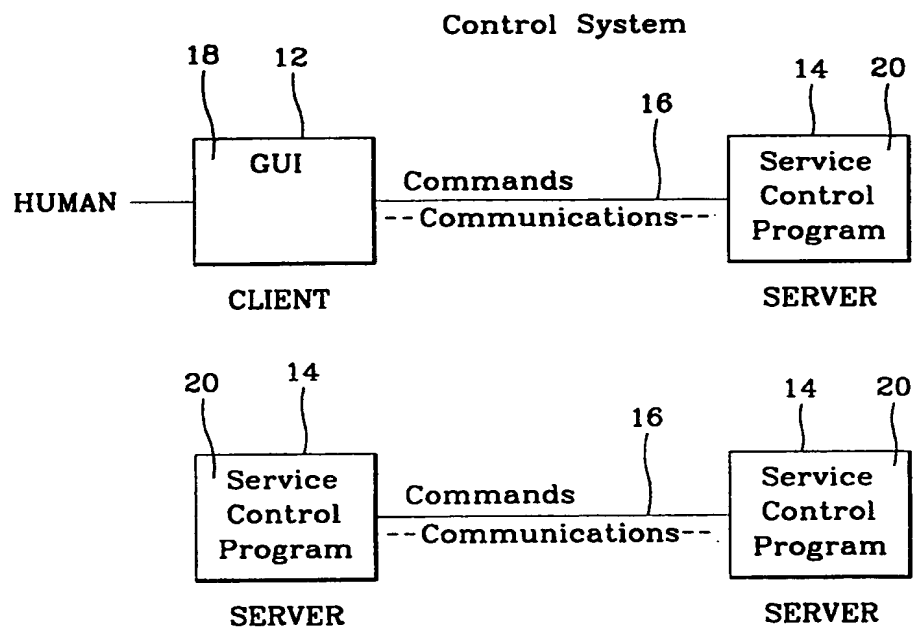 Control System
18 12 14 20
16
GUI
Service
Control
Program
HUMAN
Commands
--Communications--
CLIENT
SERVER
20 14 14 20
16
Service
Control
Program
Commands
--Communications--
Service
Control
Program
SERVER
SERVER